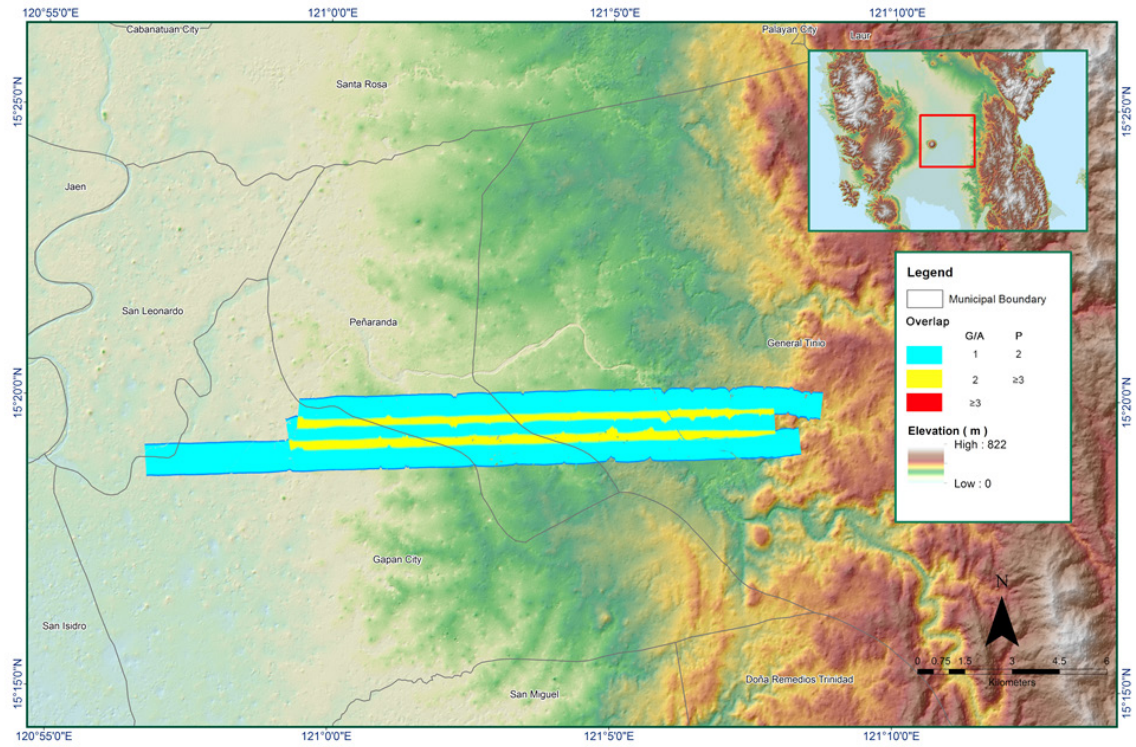 120°55'0"E 121°0'0"E 121°5'0"E 121°10'0"E
Cabanatuan City
Palayan City
Laur
Santa Rosa
15°25'0"N
15°25'0"N
Jaen
San Leonardo
Peñaranda
General Tinio
15°20'0"N
15°20'0"N
Legend
Municipal Boundary
Overlap
G/A P
1 2
2 ≥3
≥3
Elevation ( m )
High : 822
Low : 0
Gapan City
San Isidro
N
0 0.75 1.5 3 4.5 6
Kilometers
San Miguel
Doña Remedios Trinidad
15°15'0"N
15°15'0"N
120°55'0"E 121°0'0"E 121°5'0"E 121°10'0"E